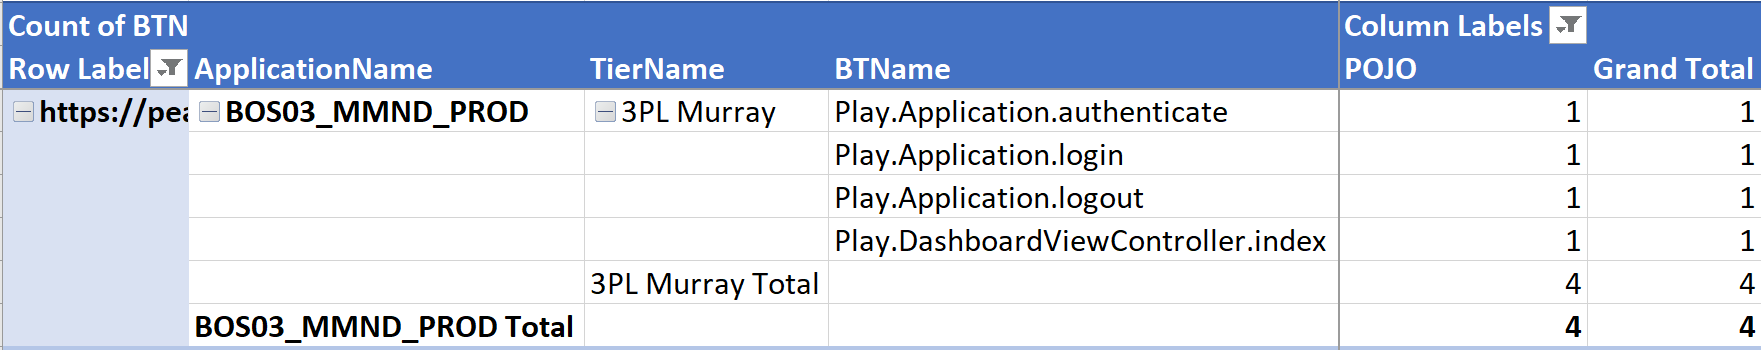 Count of BTN Column Labels
Row Label ApplicationName TierName BTName POJO Grand Total
https://pea BOS03_MMND_PROD 3PL Murray Play.Application.authenticate 1 1
Play.Application.login 1 1
Play.Application.logout 1 1
Play.DashboardViewController.index 1 1
3PL Murray Total 4 4
BOS03_MMND_PROD Total 4 4